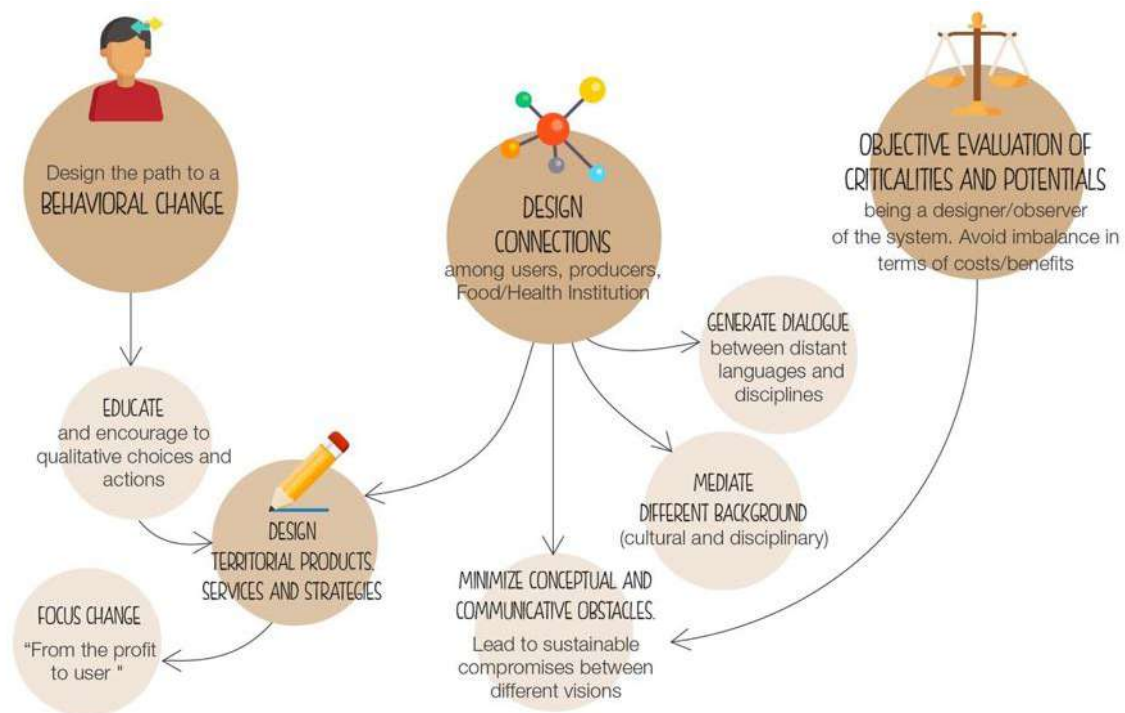 Design the path to a
BEHAVIORAL CHANGE
DESIGN
CONNECTIONS
among users, producers,
Food/Health Institution
OBJECTIVE EVALUATION OF
CRITICALITIES AND POTENTIALS
being a designer/observer
of the system. Avoid imbalance in
terms of costs/benefits
GENERATE DIALOGUE
between distant
languages and
disciplines
EDUCATE
and encourage to
qualitative choices and
actions
MEDIATE
DIFFERENT BACKGROUND
(cultural and disciplinary)
DESIGN
TERRITORIAL PRODUCTS.
SERVICES AND STRATEGIES
MINIMIZE CONCEPTUAL AND
COMMUNICATIVE OBSTACLES.
Lead to sustainable
compromises between
different visions
FOCUS CHANGE
“From the profit
to user "